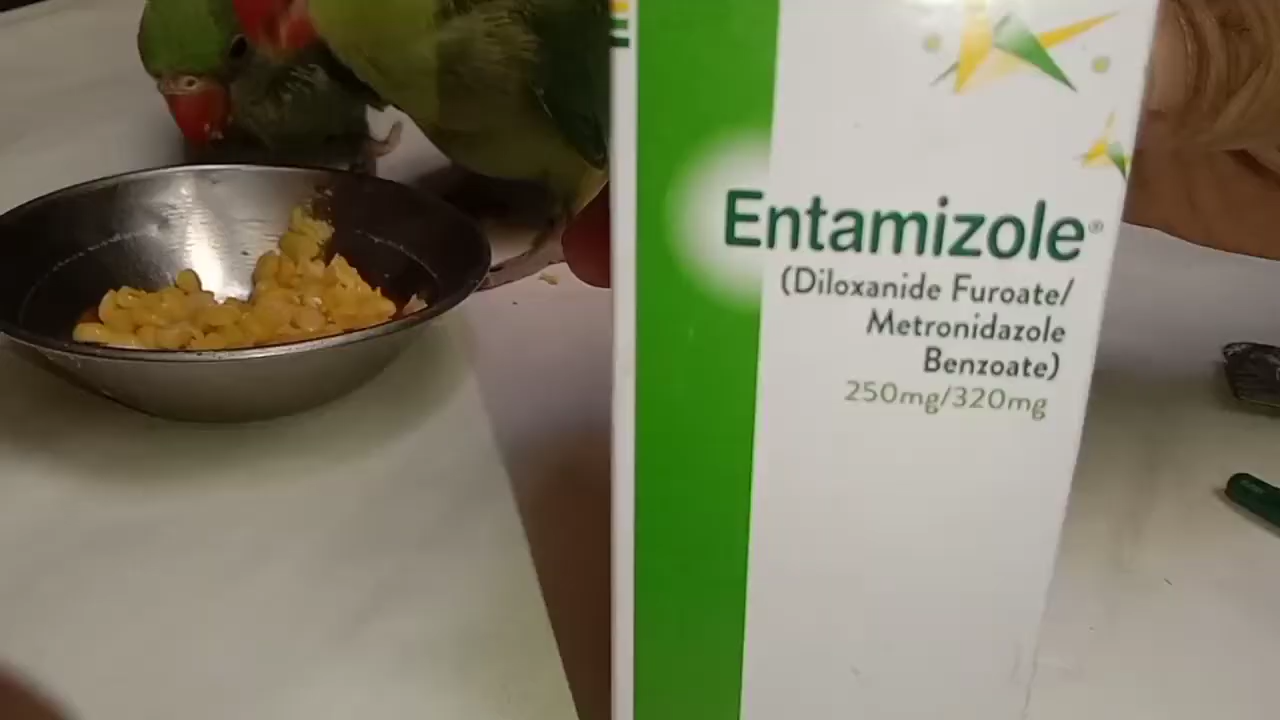 Entamizole®
(Diloxanide Furoate/
Metronidazole
Benzoate)
250mg/320mg